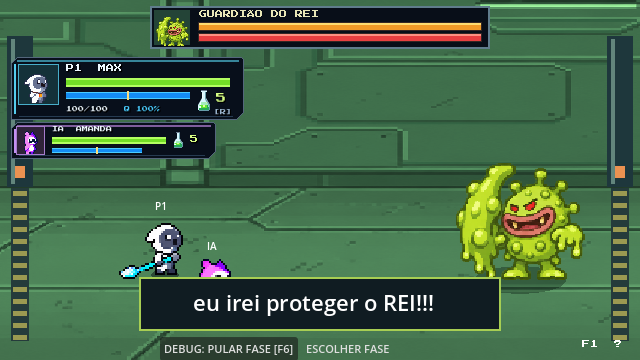 GUARDIÃO DO REI
P1 MAX
100/100 Q 100%
5
[R]
IA AMANDA
5
P1
IA
eu irei proteger o REI!!!
DEBUG: PULAR FASE [F6] ESCOLHER FASE
F1 ?